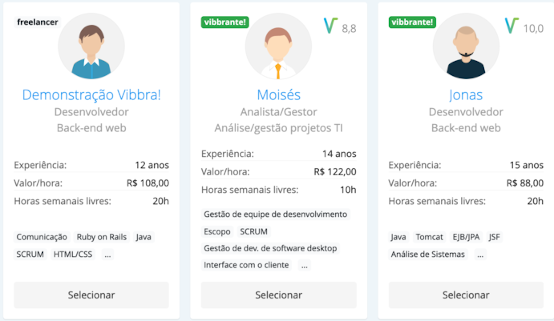 freelancer
Demonstração Vibbra!
Desenvolvedor
Back-end web
Experiência: 12 anos
Valor/hora: R$ 108,00
Horas semanais livres: 20h
Comunicação Ruby on Rails Java
SCRUM HTML/CSS ...
Selecionar
vibbrante! 8,8
Moisés
Analista/Gestor
Análise/gestão projetos TI
Experiência: 14 anos
Valor/hora: R$ 122,00
Horas semanais livres: 10h
Gestão de equipe de desenvolvimento
Escopo SCRUM
Gestão de dev. de software desktop
Interface com o cliente ...
Selecionar
vibbrante! 10,0
Jonas
Desenvolvedor
Back-end web
Experiência: 15 anos
Valor/hora: R$ 88,00
Horas semanais livres: 20h
Java Tomcat EJB/JPA JSF
Análise de Sistemas ...
Selecionar